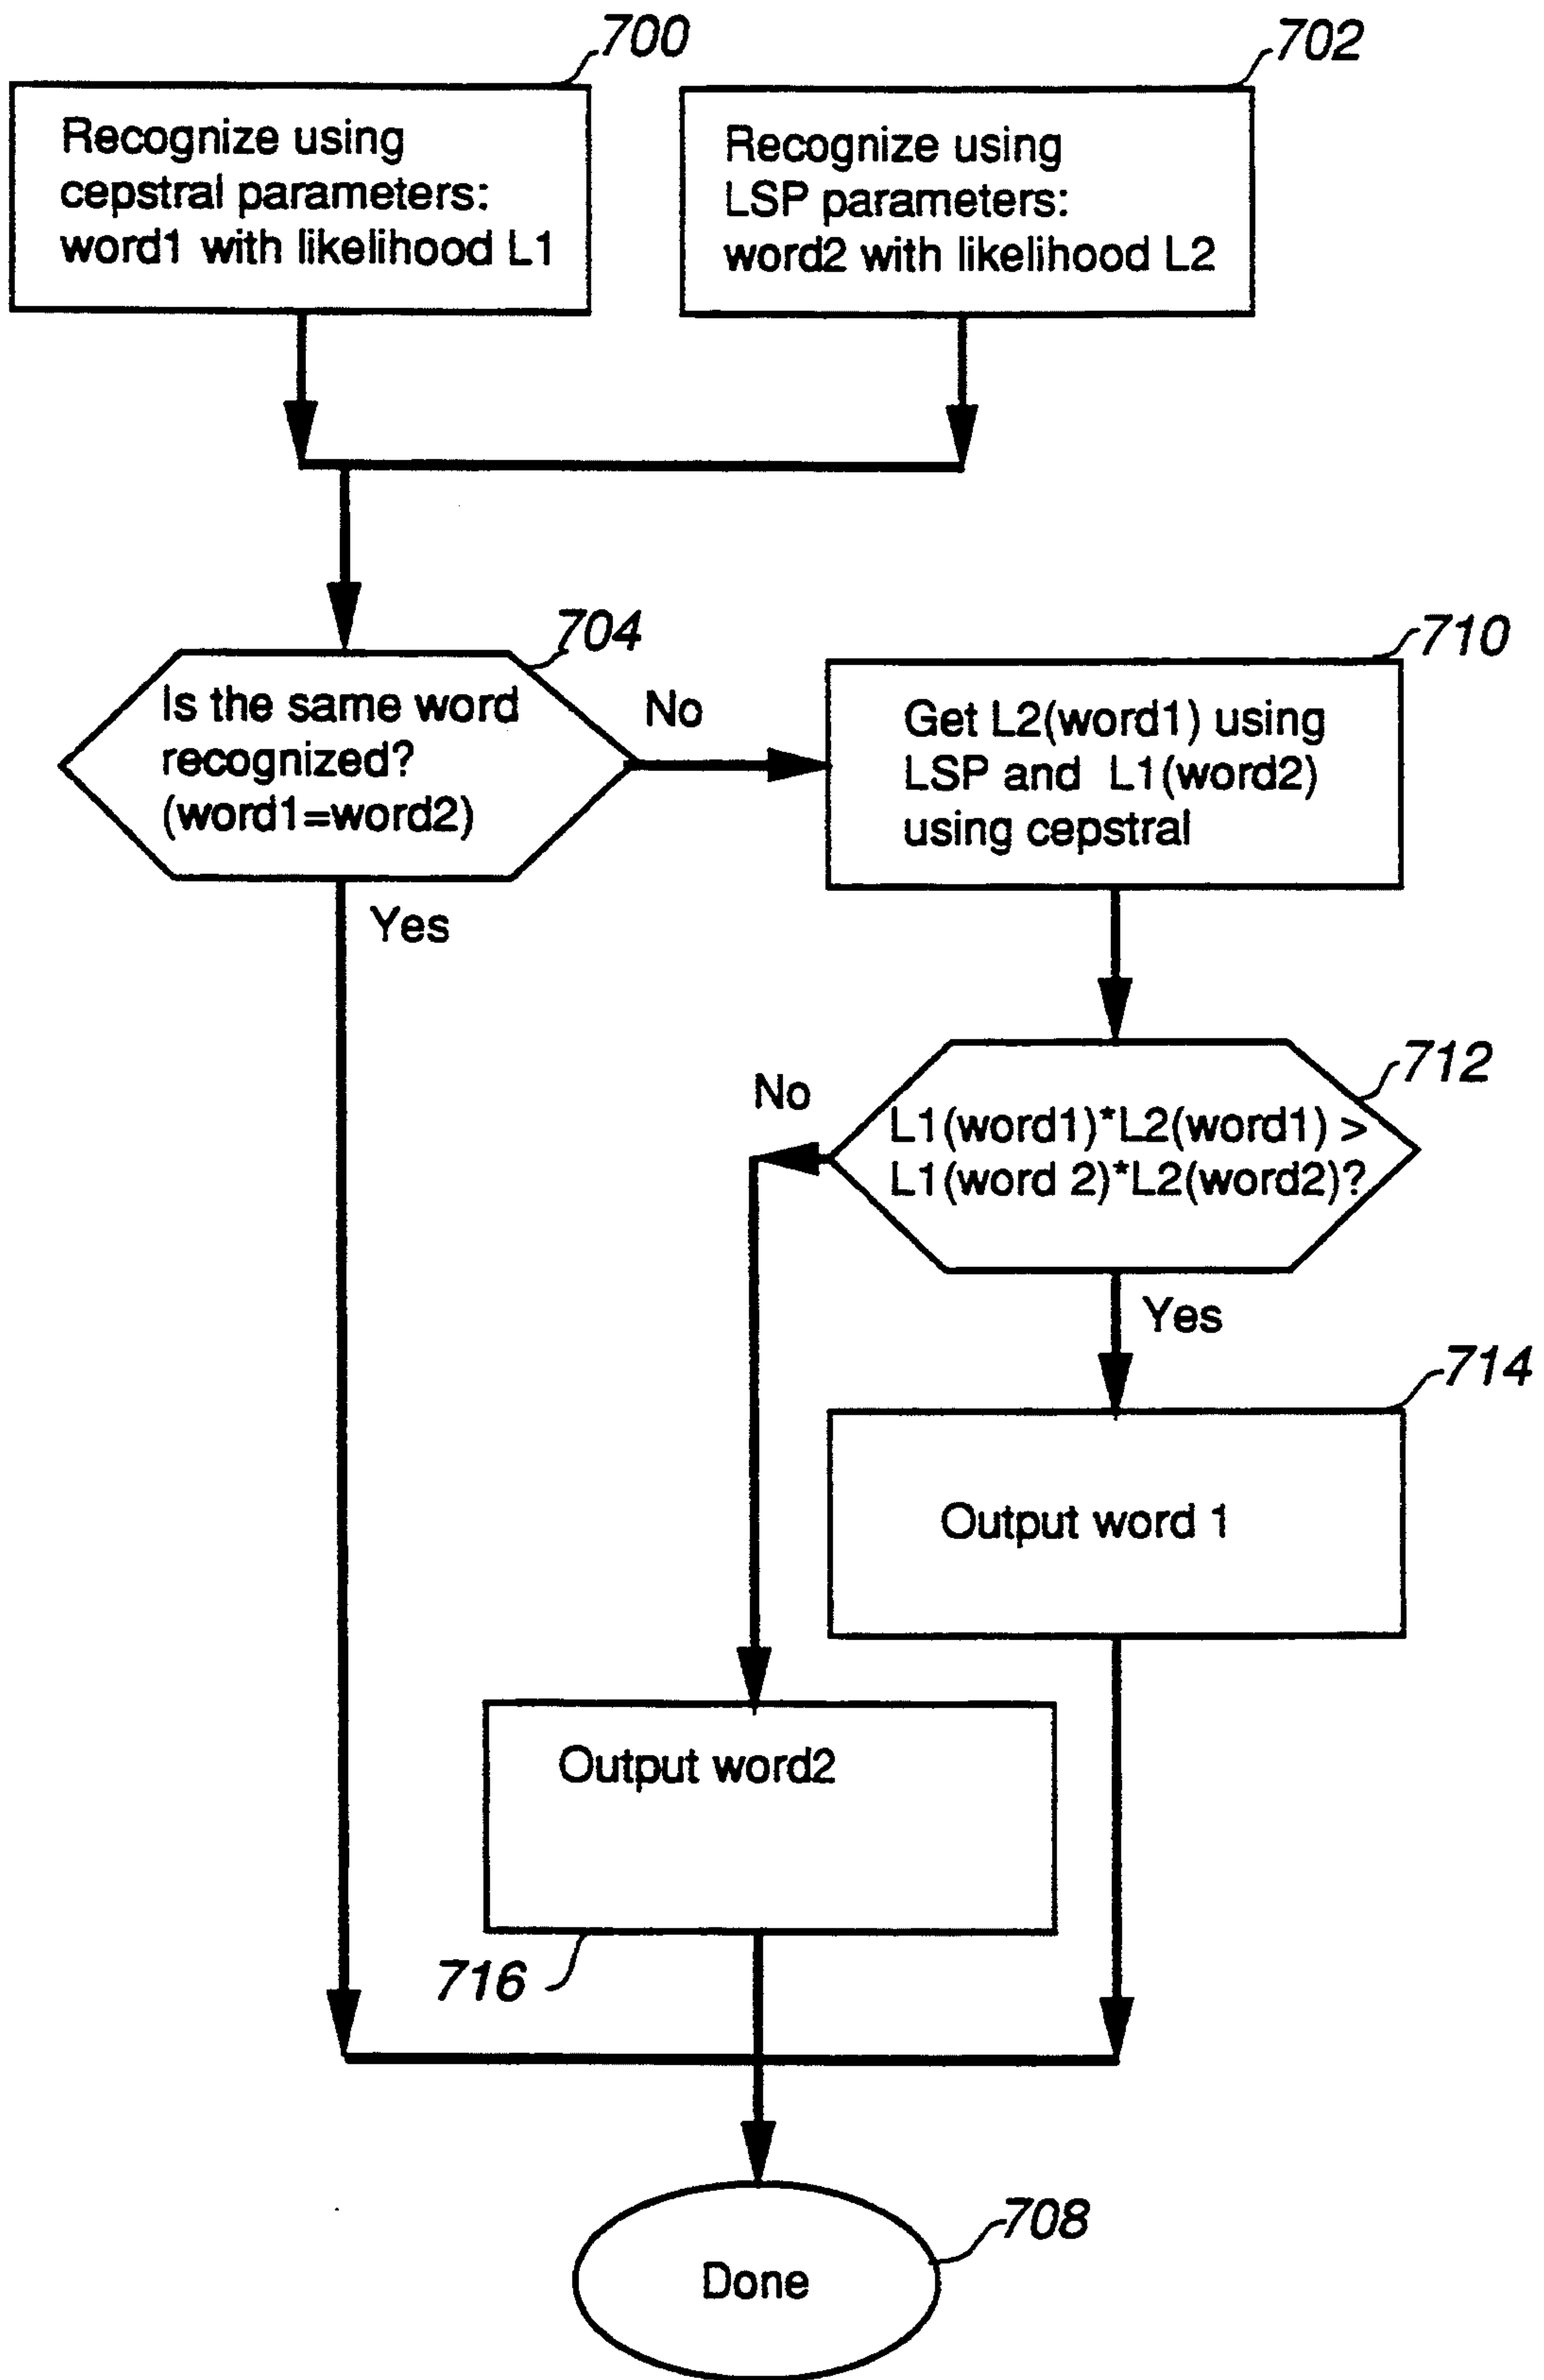 700
702
Recognize using
cepstral parameters:
word1 with likelihood L1
Recognize using
LSP parameters:
word2 with likelihood L2
704
Is the same word
recognized?
(word1=word2)
No
Yes
710
Get L2(word1) using
LSP and L1(word2)
using cepstral
712
No
L1(word1)*L2(word1) >
L1(word 2)*L2(word2)?
Yes
714
Output word 1
Output word2
716
708
Done